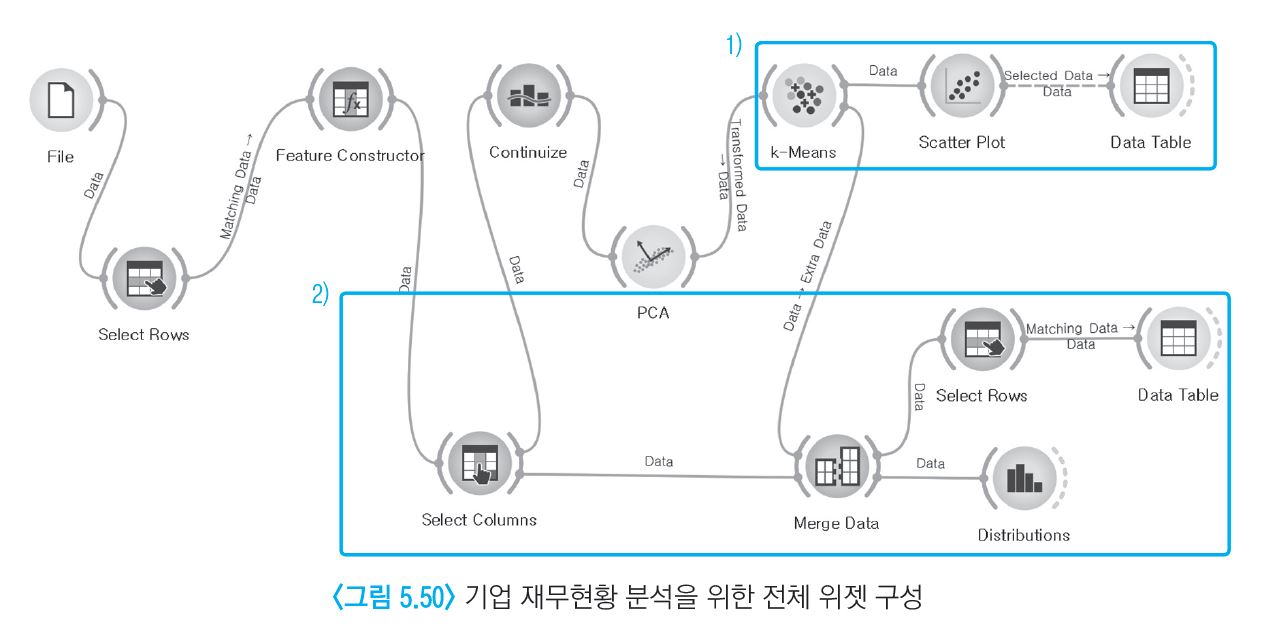 1)
File
Data
Select Rows
Matching Data →
Data
Feature Constructor
Data
Continuize
Data
Data
PCA
Transformed Data
→ Data
k-Means
Data
Scatter Plot
Selected Data →
Data
Data Table
Data → Extra Data
2)
Select Columns
Data
Merge Data
Data
Select Rows
Matching Data →
Data
Data Table
Data
Distributions
〈그림 5.50〉 기업 재무현황 분석을 위한 전체 위젯 구성